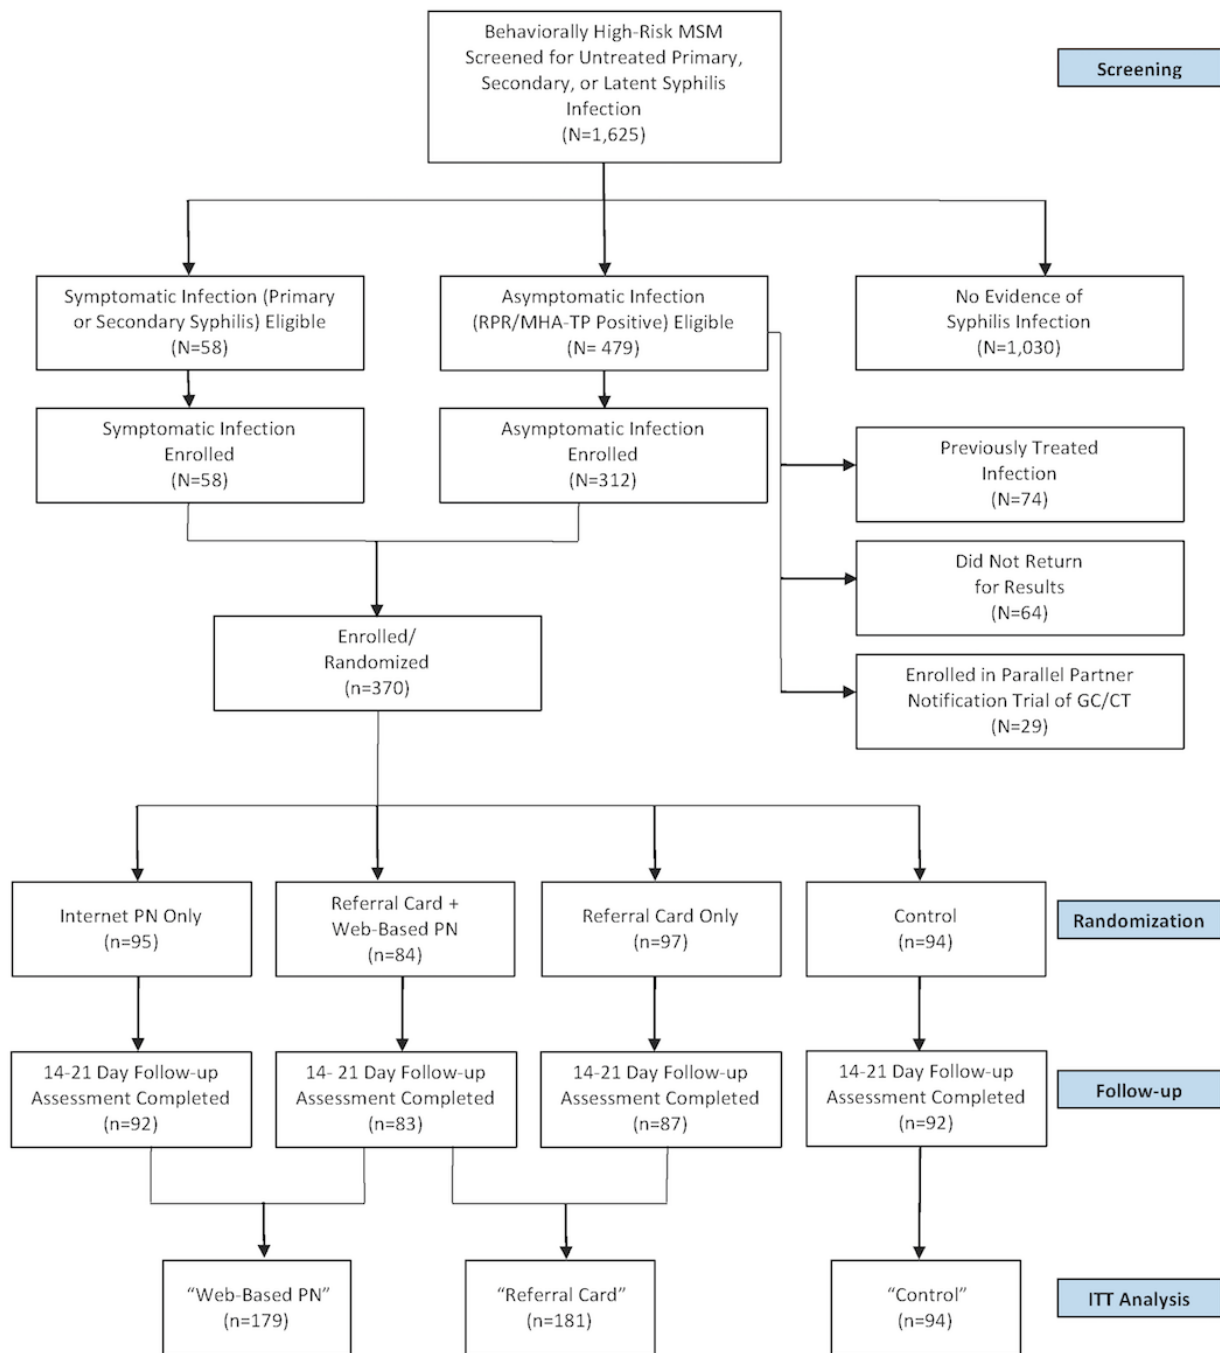 Behaviorally High-Risk MSM
Screened for Untreated Primary,
Secondary, or Latent Syphilis
Infection
(N=1,625)
Screening
Symptomatic Infection (Primary
or Secondary Syphilis) Eligible
(N=58)
Asymptomatic Infection
(RPR/MHA-TP Positive) Eligible
(N= 479)
No Evidence of
Syphilis Infection
(N=1,030)
Symptomatic Infection
Enrolled
(N=58)
Asymptomatic Infection
Enrolled
(N=312)
Previously Treated
Infection
(N=74)
Did Not Return
for Results
(N=64)
Enrolled in Parallel Partner
Notification Trial of GC/CT
(N=29)
Enrolled/
Randomized
(n=370)
Internet PN Only
(n=95)
Referral Card +
Web-Based PN
(n=84)
Referral Card Only
(n=97)
Control
(n=94)
Randomization
14-21 Day Follow-up
Assessment Completed
(n=92)
14- 21 Day Follow-up
Assessment Completed
(n=83)
14-21 Day Follow-up
Assessment Completed
(n=87)
14-21 Day Follow-up
Assessment Completed
(n=92)
Follow-up
“Web-Based PN”
(n=179)
“Referral Card”
(n=181)
“Control”
(n=94)
ITT Analysis